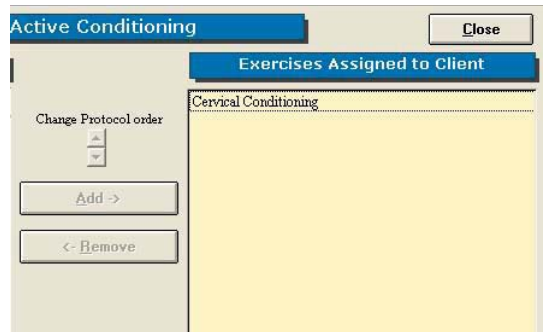 Active Conditioning
Close
Exercises Assigned to Client
Cervical Conditioning
Change Protocol order
Add ->
<- Remove